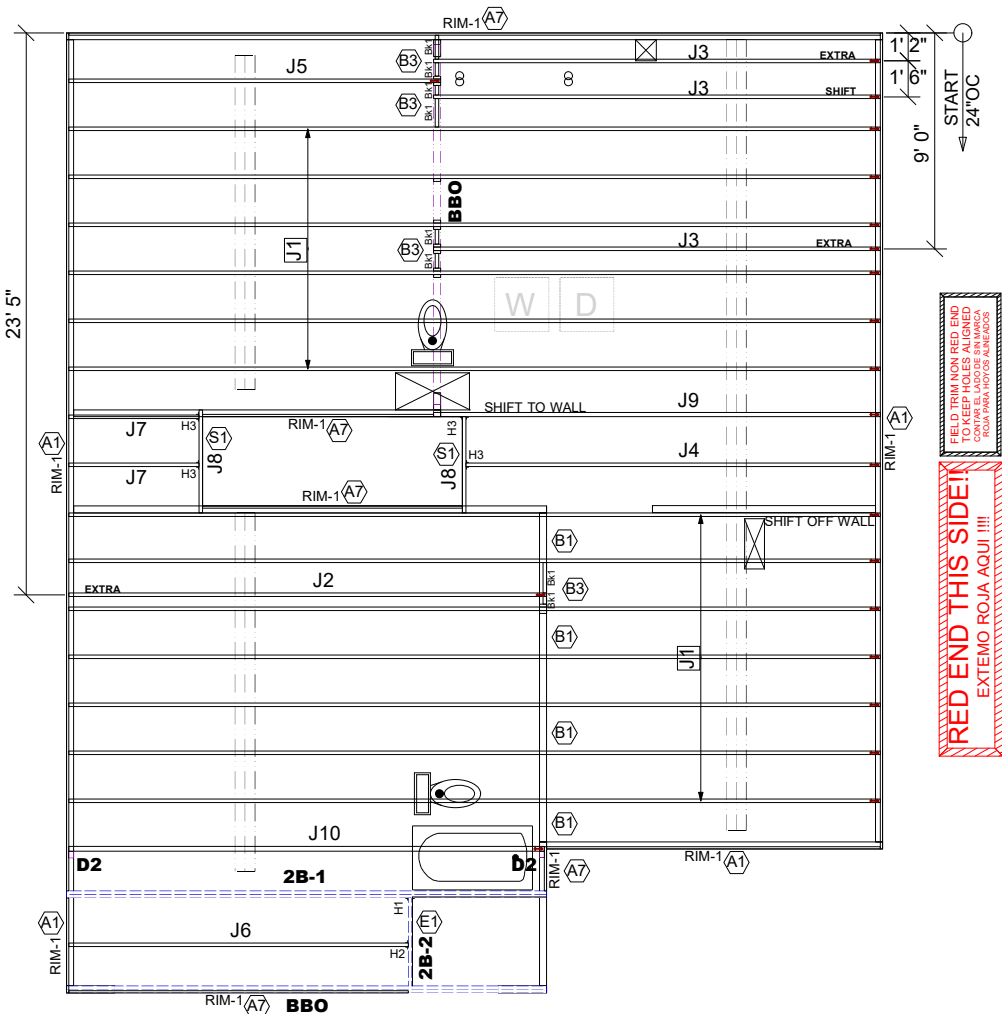 RIM-1 A7
1' 2"
J5
B3
Bk1
J3
EXTRA
Bk1
1' 6"
START
24"OC
Bk1
B3
Bk1
J3
SHIFT
9' 0"
BBO
J1
B3
Bk1
Bk1
J3
EXTRA
23' 5"
W
D
FIELD TRIM NON RED END
TO KEEP HOLES ALIGNED
CONTAR EL LADO DE SIN MARCA
ROJA PARA HOYOS ALINEADOS
SHIFT TO WALL
J9
RIM-1 A1
J7
H3
S1
RIM-1 A7
H3
S1
J8
J8
H3
J4
RIM-1 A1
J7
H3
RIM-1 A7
SHIFT OFF WALL
RED END THIS SIDE!!
EXTEMO ROJA AQUI !!!!
B1
J2
EXTRA
Bk1
Bk1
B3
B1
J1
B1
B1
J10
D2
D2
2B-1
RIM-1 A7
RIM-1 A1
RIM-1 A1
J6
H1
H2
E1
2B-2
RIM-1 A7
BBO